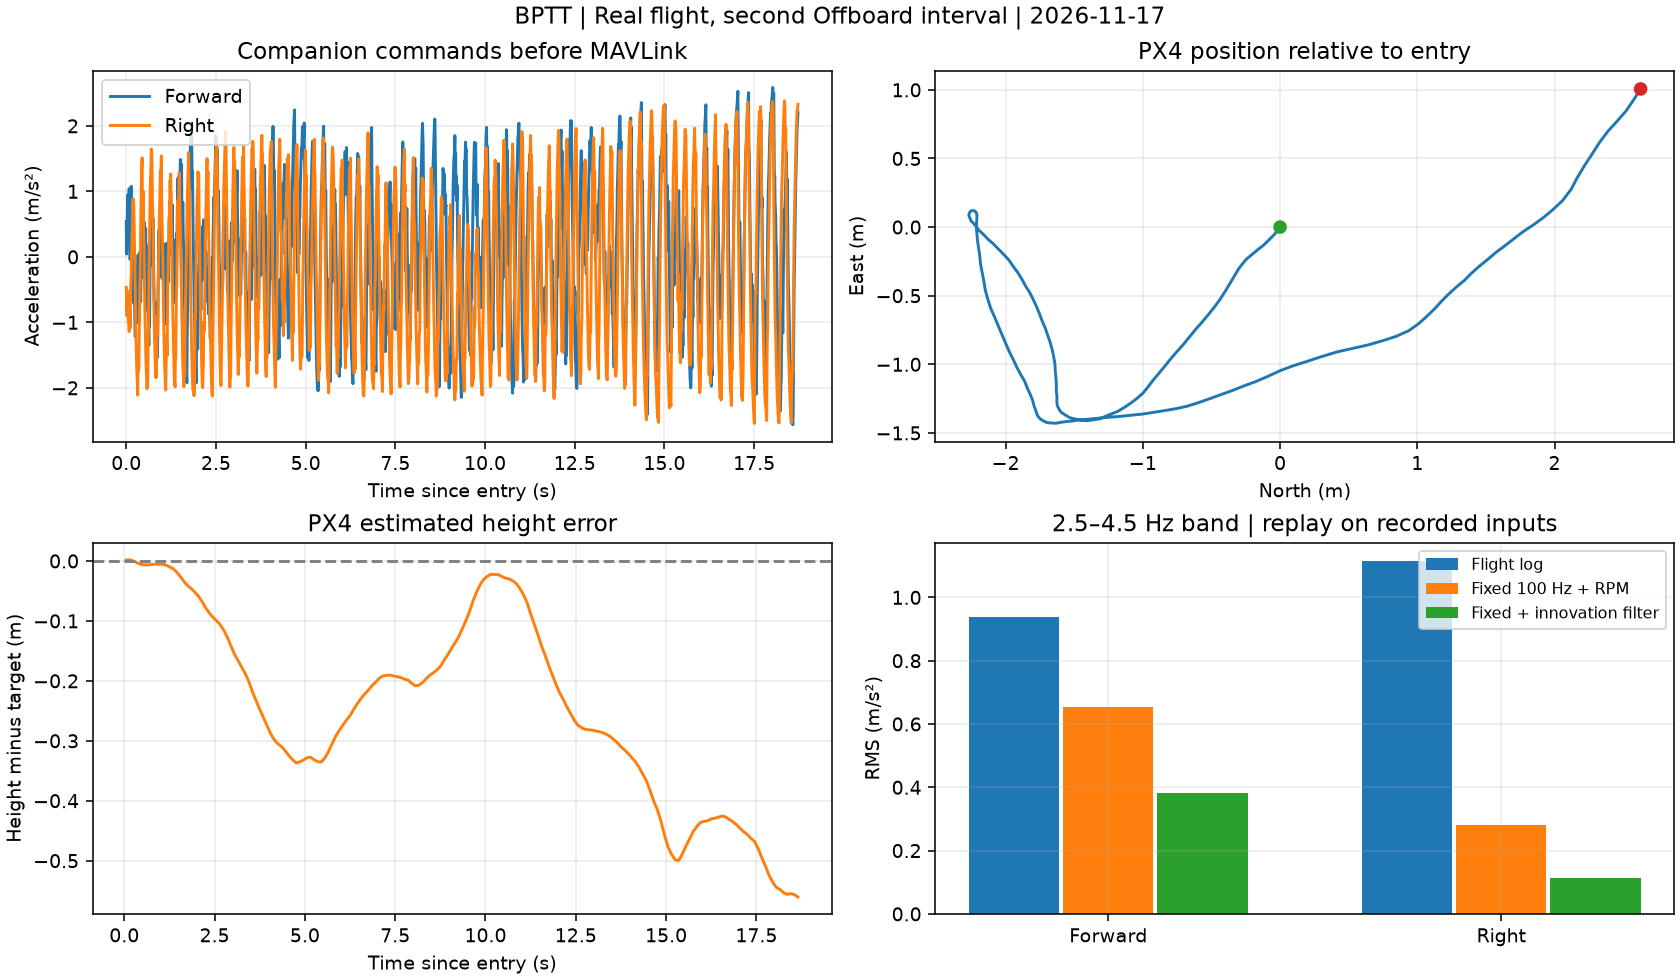 BPTT | Real flight, second Offboard interval | 2026-11-17
Companion commands before MAVLink
Forward
Right
Acceleration (m/s²)
2
1
0
−1
−2
0.0 2.5 5.0 7.5 10.0 12.5 15.0 17.5
Time since entry (s)
PX4 position relative to entry
East (m)
1.0
0.5
0.0
−0.5
−1.0
−1.5
−2 −1 0 1 2
North (m)
PX4 estimated height error
Height minus target (m)
0.0
−0.1
−0.2
−0.3
−0.4
−0.5
0.0 2.5 5.0 7.5 10.0 12.5 15.0 17.5
Time since entry (s)
2.5–4.5 Hz band | replay on recorded inputs
Flight log
Fixed 100 Hz + RPM
Fixed + innovation filter
RMS (m/s²)
1.0
0.8
0.6
0.4
0.2
0.0
Forward Right